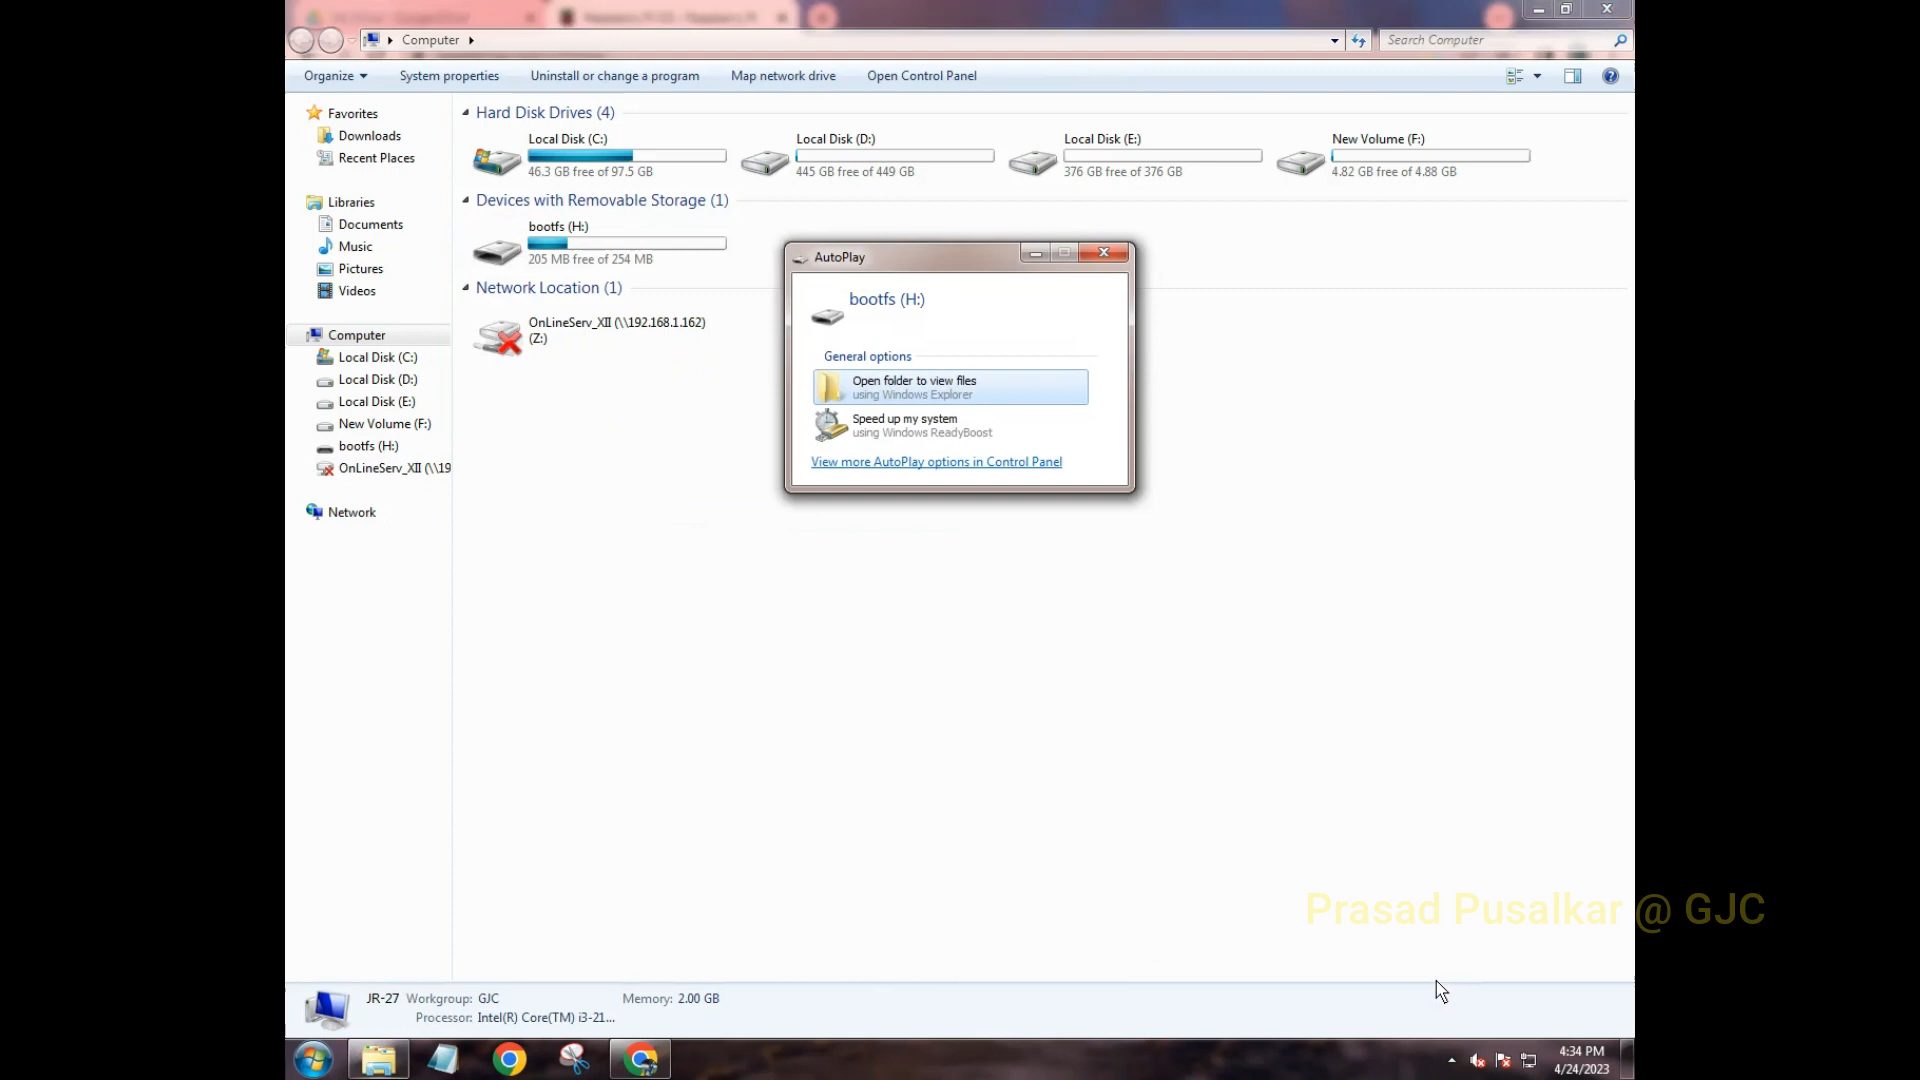 Computer
Search Computer
Organize
System properties
Uninstall or change a program
Map network drive
Open Control Panel
Favorites
Downloads
Recent Places
Libraries
Documents
Music
Pictures
Videos
Computer
Local Disk (C:)
Local Disk (D:)
Local Disk (E:)
New Volume (F:)
bootfs (H:)
OnLineServ_XII (\\19
Network
Hard Disk Drives (4)
Local Disk (C:)
46.3 GB free of 97.5 GB
Local Disk (D:)
445 GB free of 449 GB
Local Disk (E:)
376 GB free of 376 GB
New Volume (F:)
4.82 GB free of 4.88 GB
Devices with Removable Storage (1)
bootfs (H:)
205 MB free of 254 MB
Network Location (1)
OnLineServ_XII (\\192.168.1.162)
(Z:)
AutoPlay
bootfs (H:)
General options
Open folder to view files
using Windows Explorer
Speed up my system
using Windows ReadyBoost
View more AutoPlay options in Control Panel
Prasad Pusalkar @ GJC
JR-27 Workgroup: GJC Memory: 2.00 GB
Processor: Intel(R) Core(TM) i3-21...
4:34 PM
4/24/2023